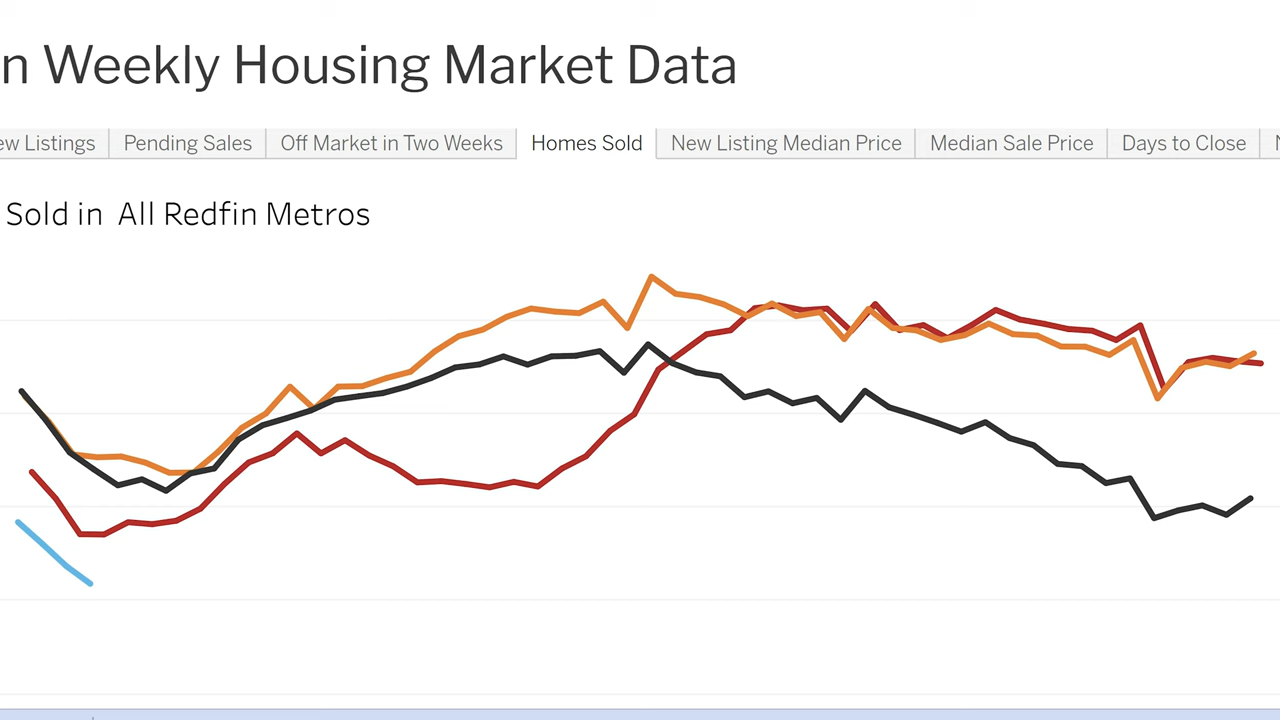 n Weekly Housing Market Data
ew Listings Pending Sales Off Market in Two Weeks Homes Sold New Listing Median Price Median Sale Price Days to Close
Sold in All Redfin Metros